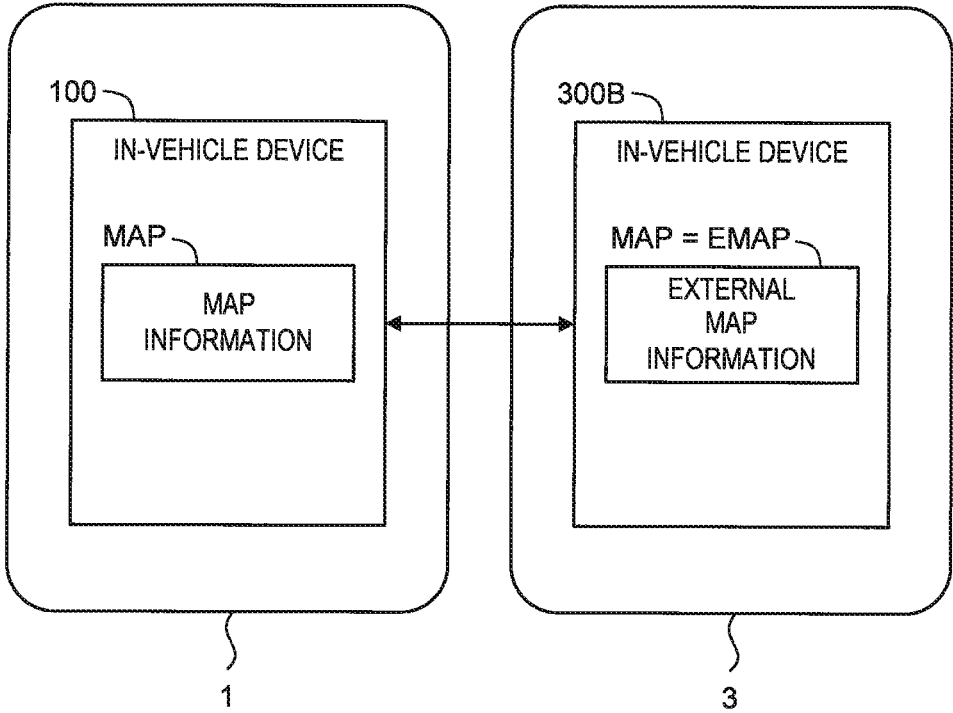 100
IN-VEHICLE DEVICE
MAP
MAP
INFORMATION
1
300B
IN-VEHICLE DEVICE
MAP = EMAP
EXTERNAL
MAP
INFORMATION
3